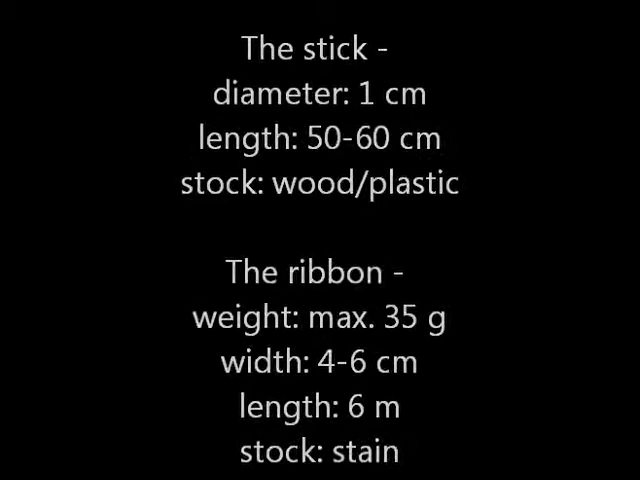 The stick -
diameter: 1 cm
length: 50-60 cm
stock: wood/plastic
The ribbon -
weight: max. 35 g
width: 4-6 cm
length: 6 m
stock: stain